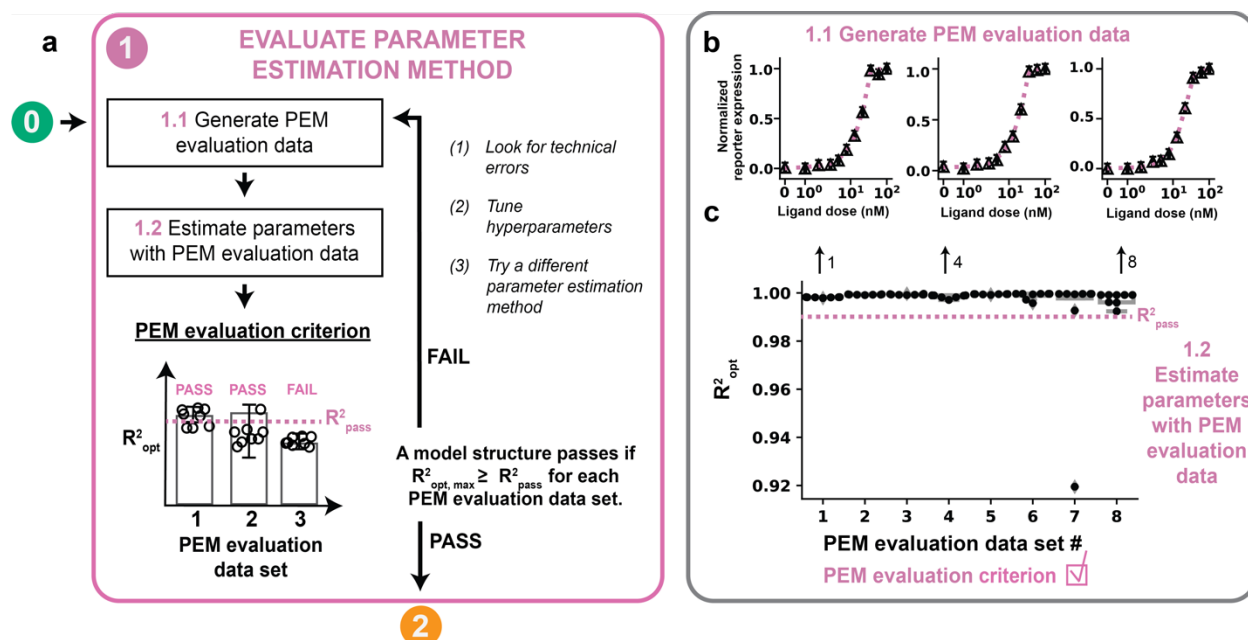 a
1
EVALUATE PARAMETER
ESTIMATION METHOD
0
1.1 Generate PEM
evaluation data
1.2 Estimate parameters
with PEM evaluation data
PEM evaluation criterion
PASS PASS FAIL
R²opt
R²pass
1 2 3
PEM evaluation
data set
(1) Look for technical
errors
(2) Tune
hyperparameters
(3) Try a different
parameter estimation
method
FAIL
A model structure passes if
R²opt, max ≥ R²pass for each
PEM evaluation data set.
PASS
2
b
1.1 Generate PEM evaluation data
Normalized
reporter expression
1.0
0.5
0.0
0 10⁰ 10¹ 10²
Ligand dose (nM)
1.0
0.5
0.0
0 10⁰ 10¹ 10²
Ligand dose (nM)
1.0
0.5
0.0
0 10⁰ 10¹ 10²
Ligand dose (nM)
c
1 4 8
R²opt
1.00
0.98
0.96
0.94
0.92
R²pass
1 2 3 4 5 6 7 8
PEM evaluation data set #
PEM evaluation criterion
1.2
Estimate
parameters
with PEM
evaluation
data